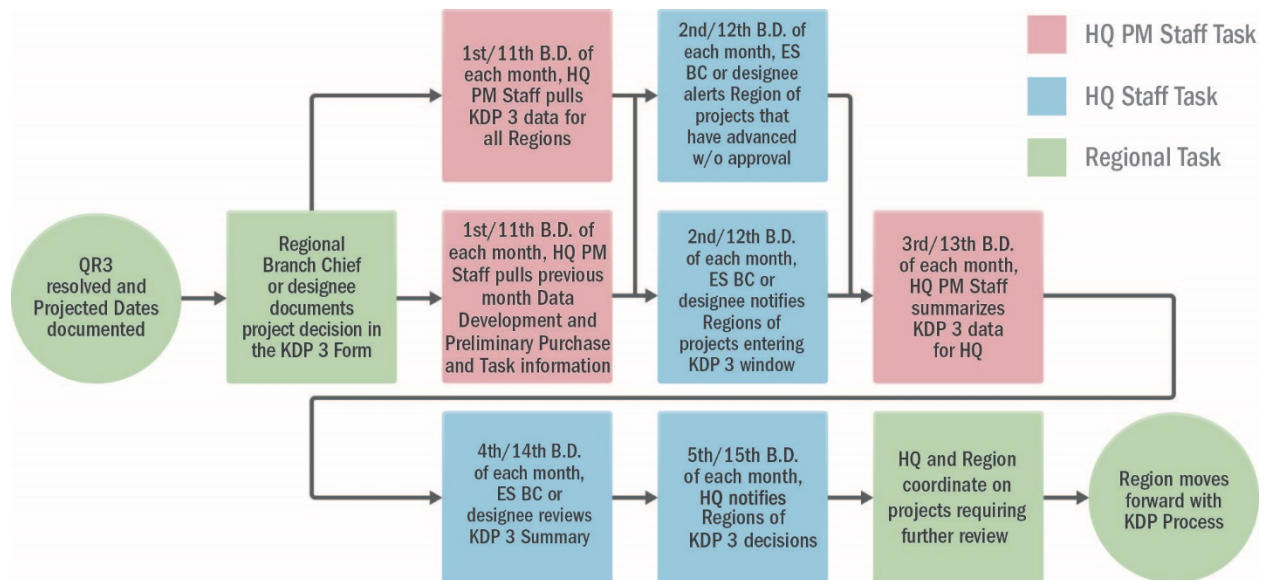 1st/11th B.D. of
each month, HQ
PM Staff pulls
KDP 3 data for
all Regions
2nd/12th B.D. of
each month, ES
BC or designee
alerts Region of
projects that
have advanced
w/o approval
HQ PM Staff Task
HQ Staff Task
Regional Task
QR3
resolved and
Projected Dates
documented
Regional
Branch Chief
or designee
documents
project decision in
the KDP 3 Form
1st/11th B.D. of
each month, HQ PM
Staff pulls previous
month Data
Development and
Preliminary Purchase
and Task information
2nd/12th B.D.
of each month,
ES BC or
designee notifies
Regions of
projects entering
KDP 3 window
3rd/13th B.D.
of each month,
HQ PM Staff
summarizes
KDP 3 data
for HQ
4th/14th B.D.
of each month,
ES BC or
designee reviews
KDP 3 Summary
5th/15th B.D.
of each month,
HQ notifies
Regions of
KDP 3 decisions
HQ and Region
coordinate on
projects requiring
further review
Region moves
forward with
KDP Process